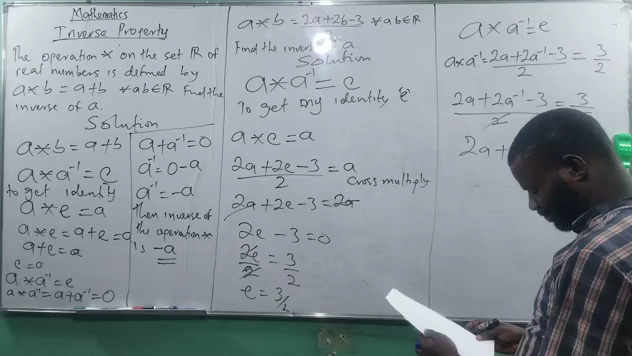 Mathematics
Inverse Property
The operation * on the set ℝ of
real numbers is defined by
a*b = a+b ∀ab∈ℝ Find the
inverse of a.
Solution
a*b = a+b
a*a⁻¹ = e
to get identity
a*e = a
a*e = a+e = a
a+e = a
e = 0
a*a⁻¹ = e
a*a⁻¹ = a+a⁻¹ = 0
a+a⁻¹ = 0
a⁻¹ = 0-a
a⁻¹ = -a
Then inverse of
the operation *
is -a
a*b = 2a+2b-3 ∀ab∈ℝ
2
Find the inverse a.
Solution
a*a⁻¹ = e
To get my identity e
a*e = a
2a+2e-3 = a
2
Cross multiply
2a+2e-3 = 2a
2e-3 = 0
2e = 3
2 2
e = 3/2
a*a⁻¹ = e
a*a⁻¹ = 2a+2a⁻¹-3 = 3
2 2
2a+2a⁻¹-3 = 3
2
2a+